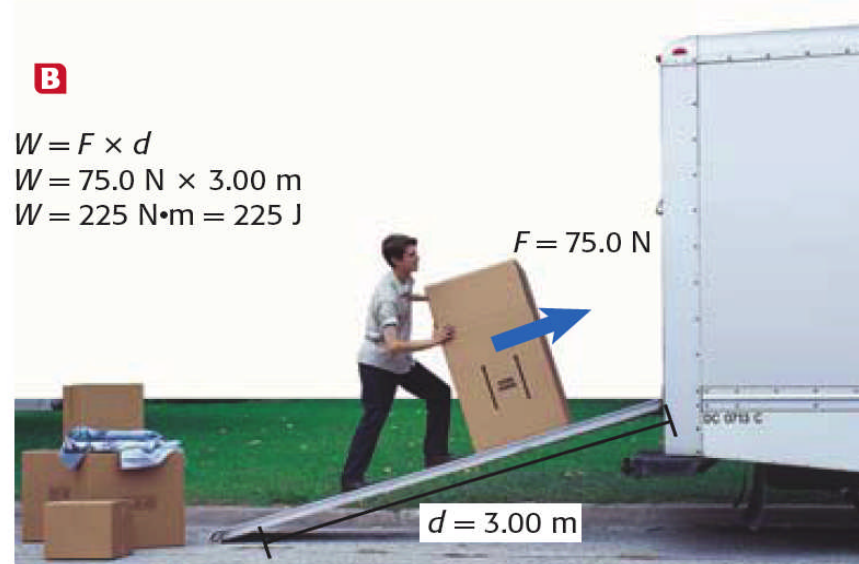 B
W = F × d
W = 75.0 N × 3.00 m
W = 225 N•m = 225 J
F = 75.0 N
d = 3.00 m